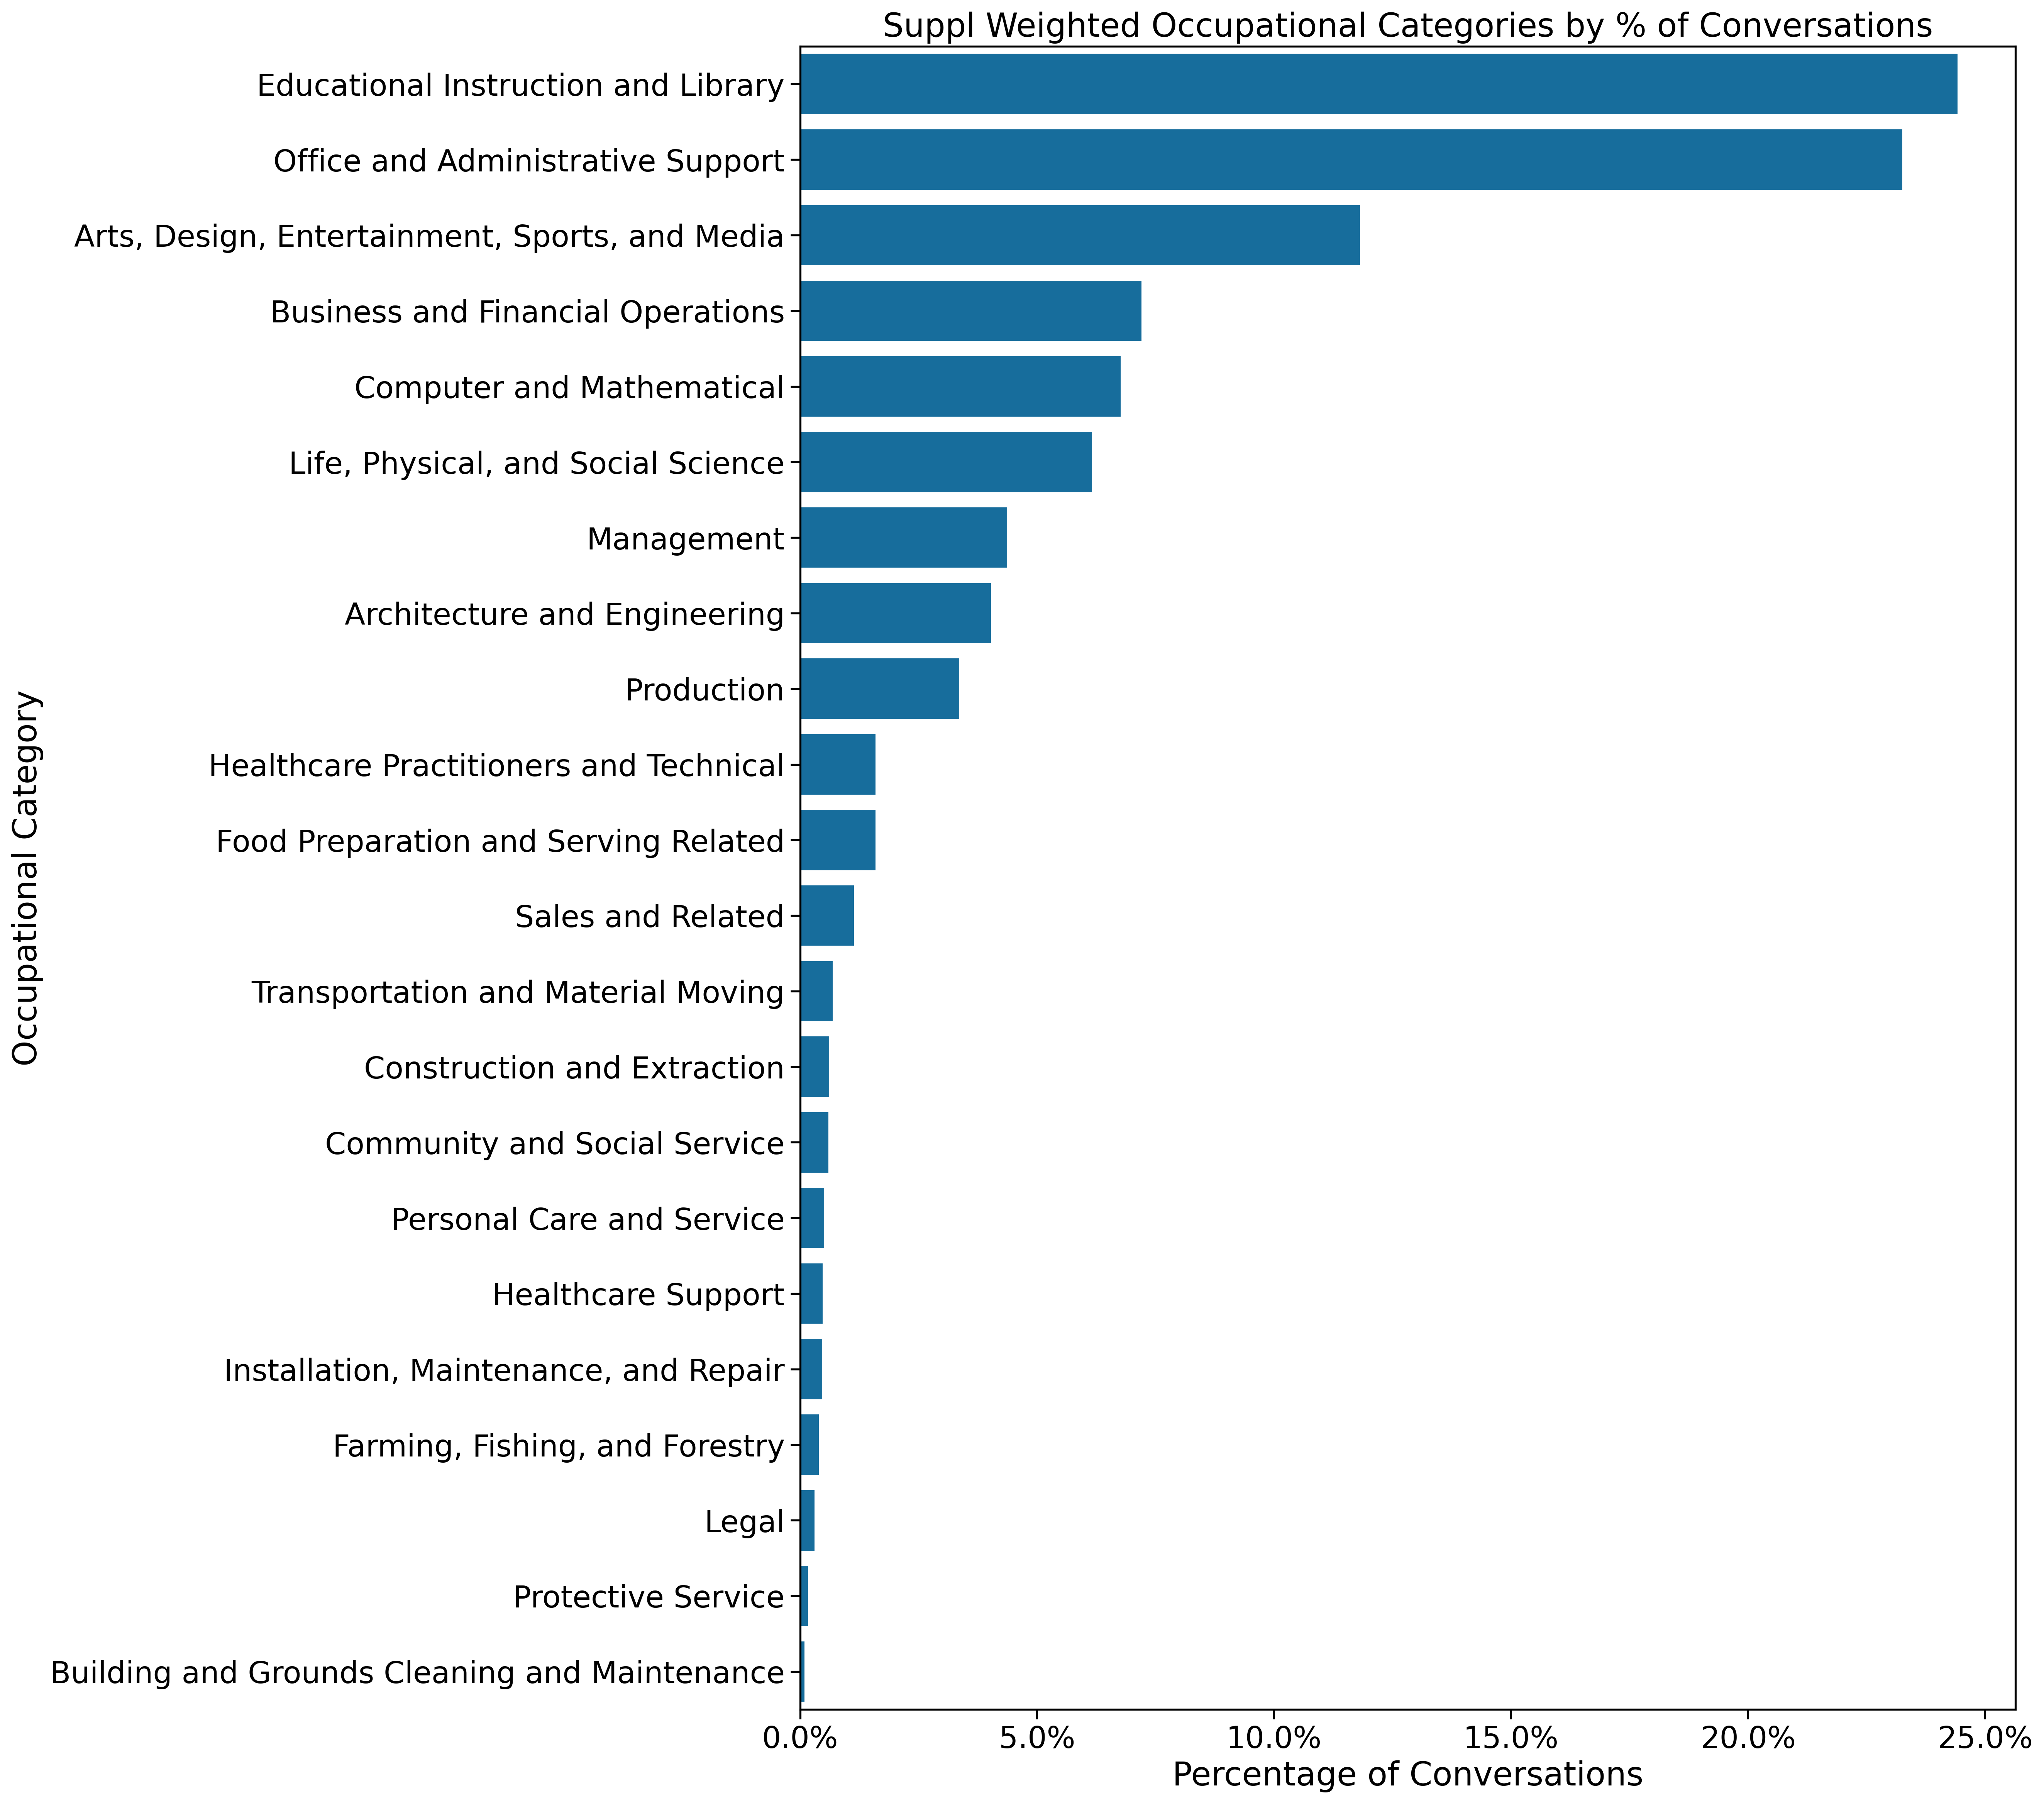 Suppl Weighted Occupational Categories by % of Conversations
Occupational Category
Educational Instruction and Library
Office and Administrative Support
Arts, Design, Entertainment, Sports, and Media
Business and Financial Operations
Computer and Mathematical
Life, Physical, and Social Science
Management
Architecture and Engineering
Production
Healthcare Practitioners and Technical
Food Preparation and Serving Related
Sales and Related
Transportation and Material Moving
Construction and Extraction
Community and Social Service
Personal Care and Service
Healthcare Support
Installation, Maintenance, and Repair
Farming, Fishing, and Forestry
Legal
Protective Service
Building and Grounds Cleaning and Maintenance
0.0% 5.0% 10.0% 15.0% 20.0% 25.0%
Percentage of Conversations